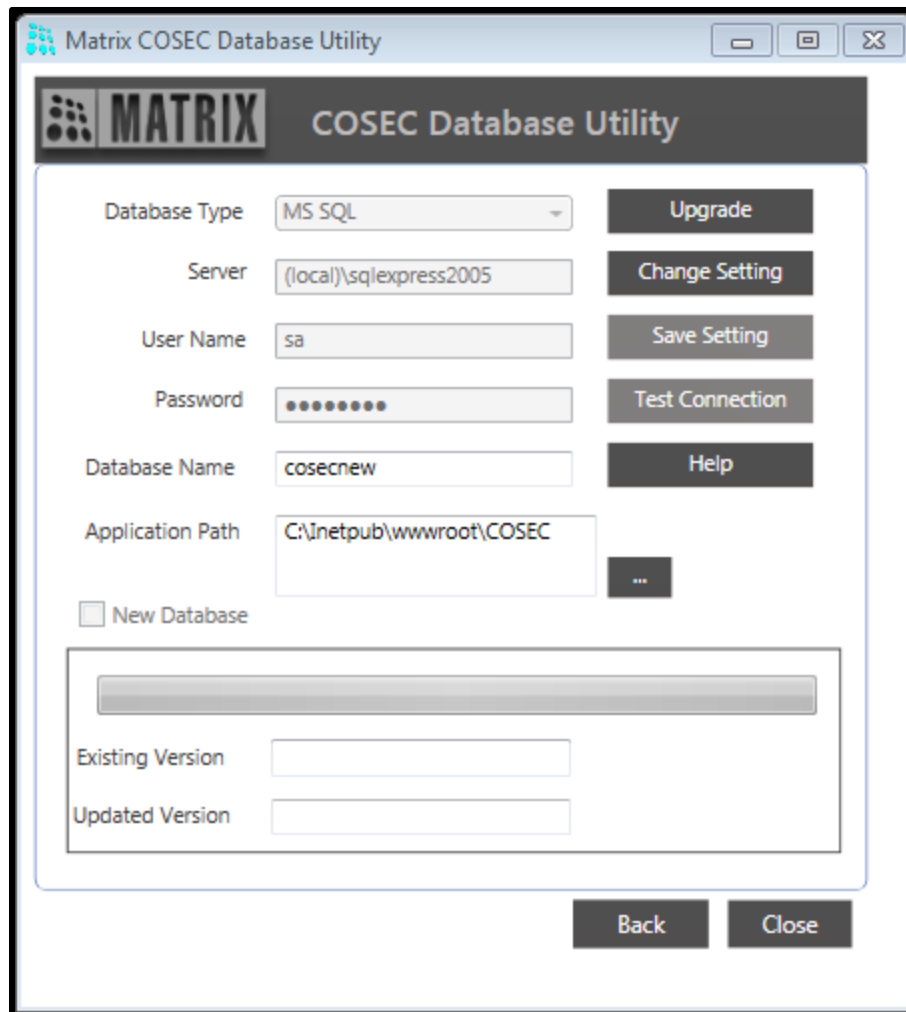 Matrix COSEC Database Utility
MATRIX COSEC Database Utility
Database Type MS SQL Upgrade
Server (local)\sqlexpress2005 Change Setting
User Name sa Save Setting
Password ●●●●●●●● Test Connection
Database Name cosecnew Help
Application Path C:\Inetpub\wwwroot\COSEC
...
New Database
Existing Version
Updated Version
Back Close